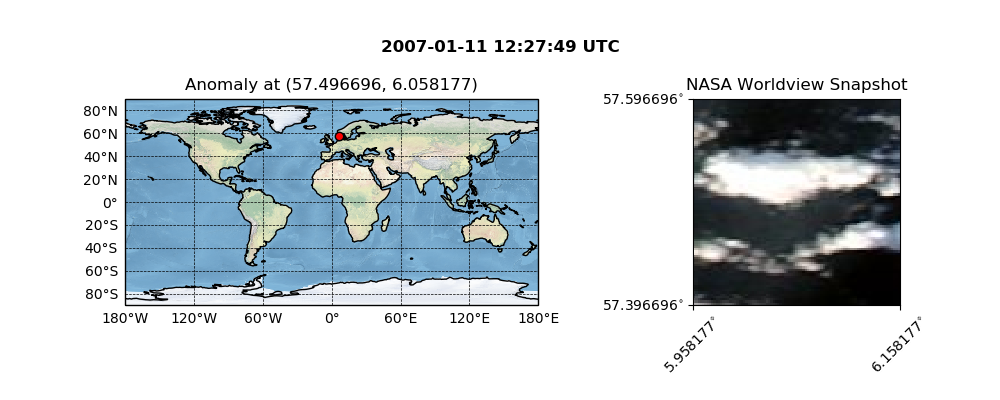 2007-01-11 12:27:49 UTC
Anomaly at (57.496696, 6.058177)
80°N
60°N
40°N
20°N
0°
20°S
40°S
60°S
80°S
180°W 120°W 60°W 0° 60°E 120°E 180°E
NASA Worldview Snapshot
57.596696°
57.396696°
5.958177°
6.158177°